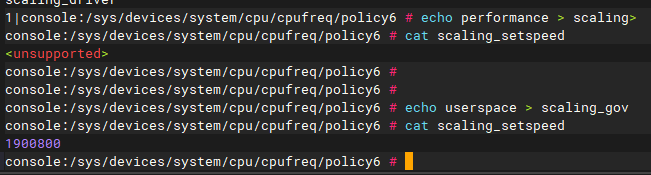 scaling_driver
1|console:/sys/devices/system/cpu/cpufreq/policy6 # echo performance > scaling>
console:/sys/devices/system/cpu/cpufreq/policy6 # cat scaling_setspeed
<unsupported>
console:/sys/devices/system/cpu/cpufreq/policy6 #
console:/sys/devices/system/cpu/cpufreq/policy6 #
console:/sys/devices/system/cpu/cpufreq/policy6 # echo userspace > scaling_gov
console:/sys/devices/system/cpu/cpufreq/policy6 # cat scaling_setspeed
1900800
console:/sys/devices/system/cpu/cpufreq/policy6 #